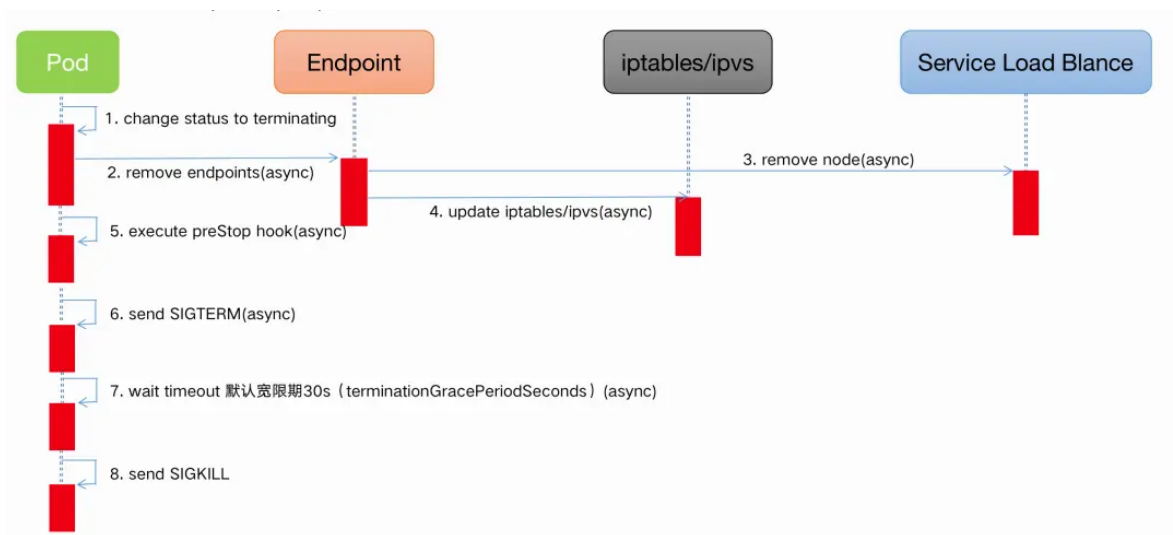 Pod
Endpoint
iptables/ipvs
Service Load Blance
1. change status to terminating
2. remove endpoints(async)
3. remove node(async)
4. update iptables/ipvs(async)
5. execute preStop hook(async)
6. send SIGTERM(async)
7. wait timeout 默认宽限期30s（terminationGracePeriodSeconds）(async)
8. send SIGKILL